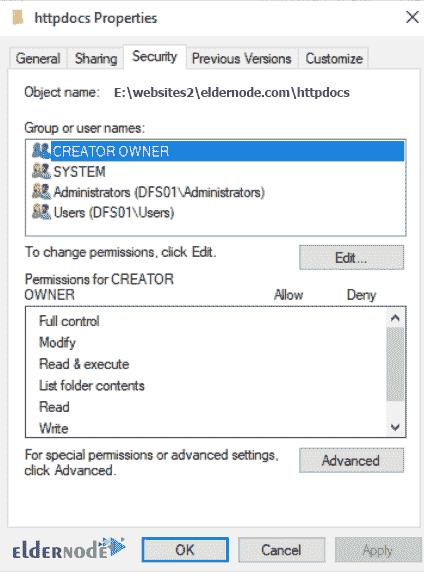 httpdocs Properties
General Sharing Security Previous Versions Customize
Object name: E:\websites2\eldernode.com\httpdocs
Group or user names:
CREATOR OWNER
SYSTEM
Administrators (DFS01\Administrators)
Users (DFS01\Users)
To change permissions, click Edit. Edit...
Permissions for CREATOR
OWNER Allow Deny
Full control
Modify
Read & execute
List folder contents
Read
Write
For special permissions or advanced settings,
click Advanced. Advanced
ELDERNODE OK Cancel Apply